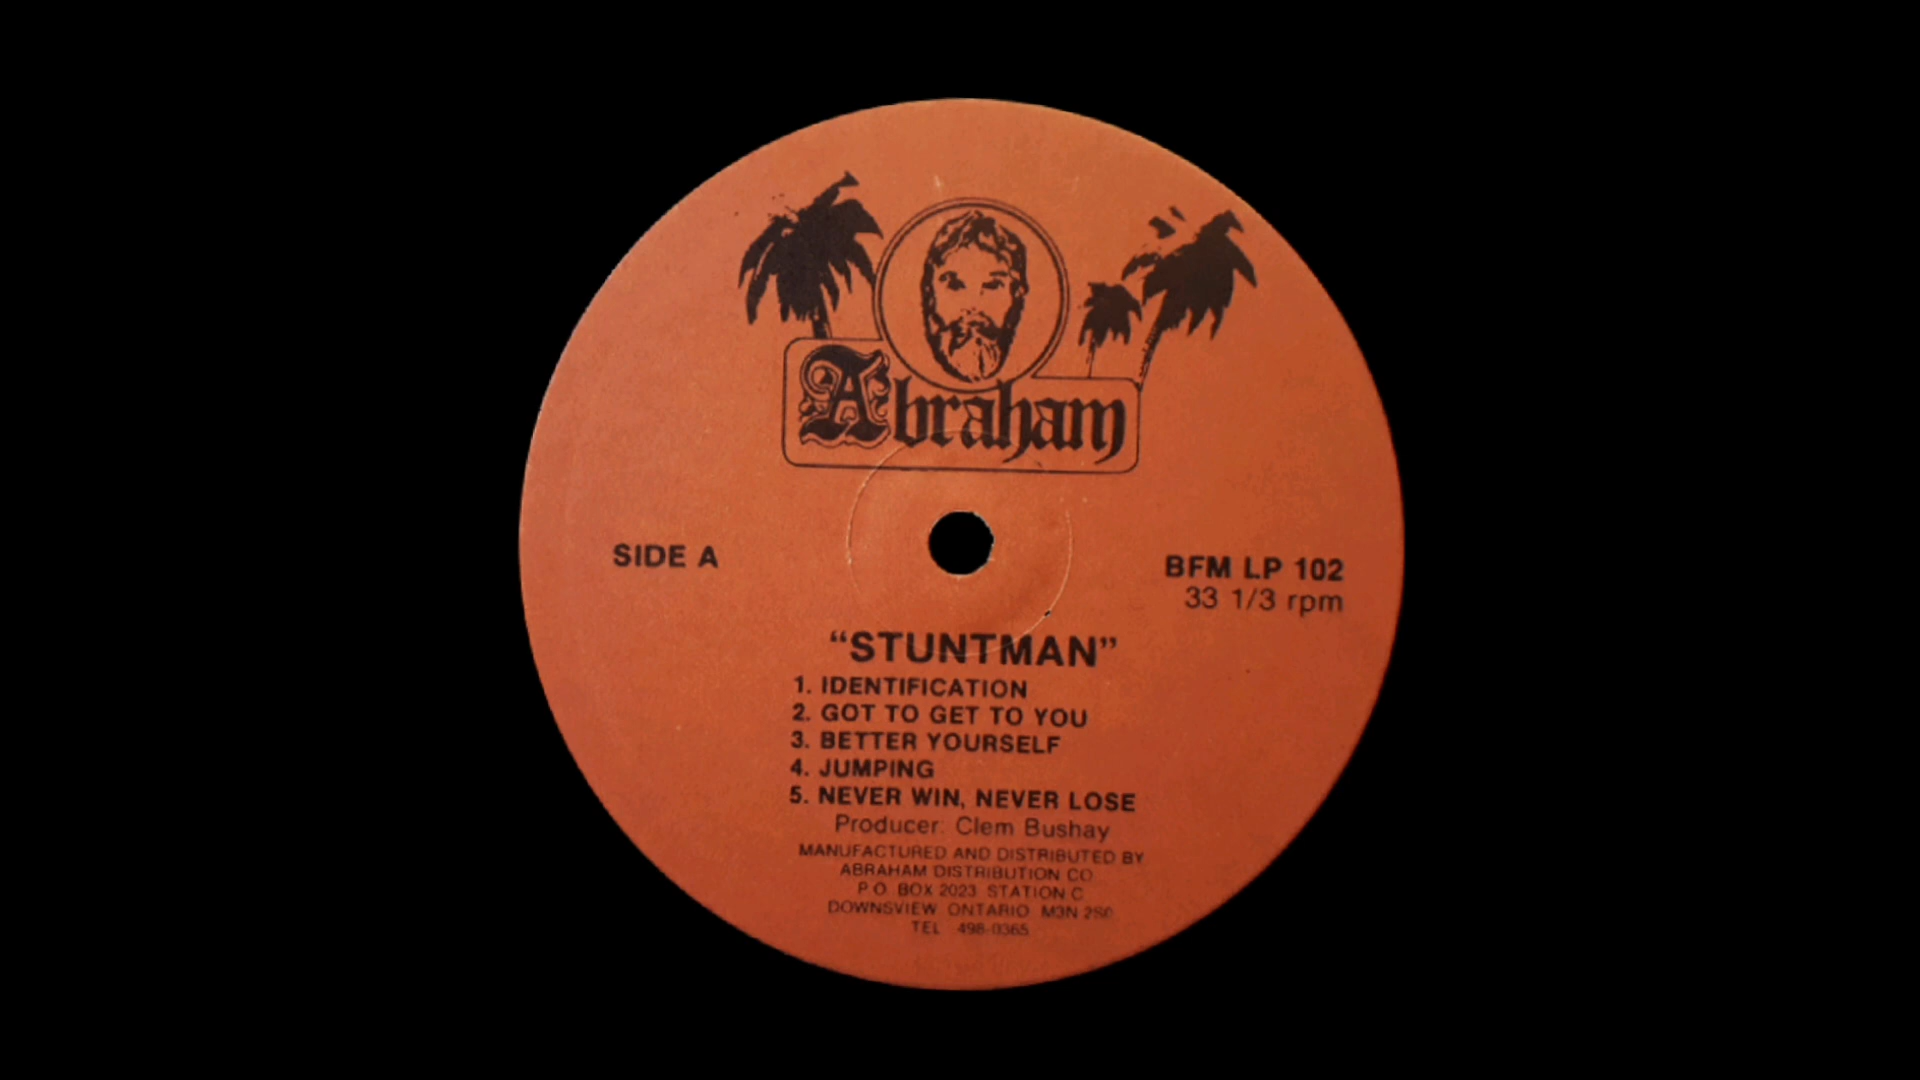 Abraham
SIDE A
BFM LP 102
33 1/3 rpm
“STUNTMAN”
1. IDENTIFICATION
2. GOT TO GET TO YOU
3. BETTER YOURSELF
4. JUMPING
5. NEVER WIN, NEVER LOSE
Producer: Clem Bushay
MANUFACTURED AND DISTRIBUTED BY
ABRAHAM DISTRIBUTION CO.
P.O. BOX 2023 STATION C
DOWNSVIEW ONTARIO M3N 2S0
TEL 498-0365